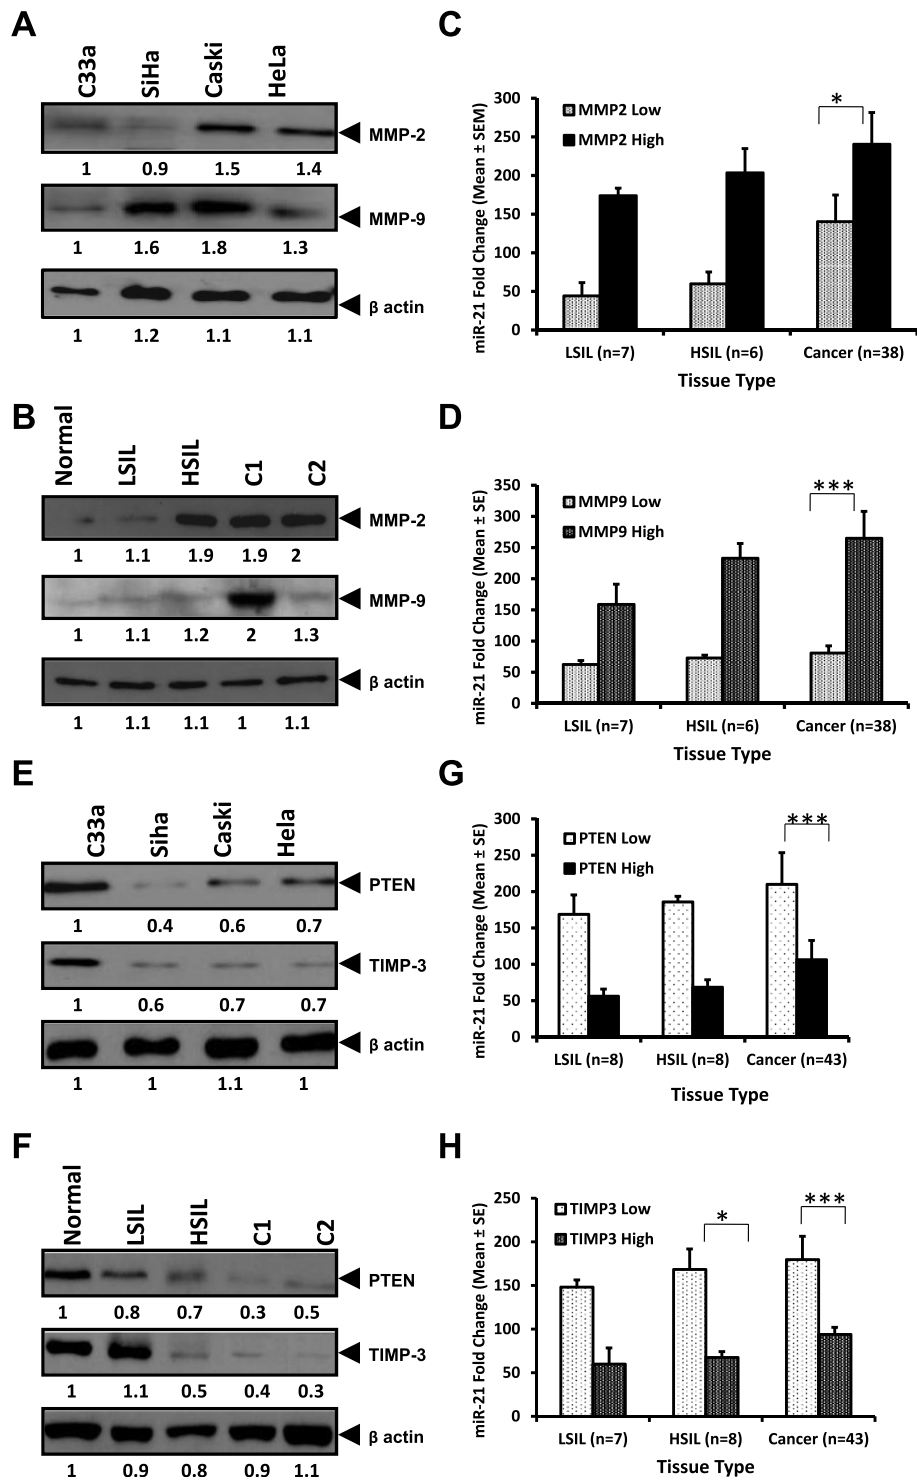 A
C33a SiHa Caski HeLa
MMP-2
1 0.9 1.5 1.4
MMP-9
1 1.6 1.8 1.3
β actin
1 1.2 1.1 1.1
C
miR-21 Fold Change (Mean ± SEM)
300
250
200
150
100
50
0
MMP2 Low
MMP2 High
*
LSIL (n=7) HSIL (n=6) Cancer (n=38)
Tissue Type
B
Normal LSIL HSIL C1 C2
MMP-2
1 1.1 1.9 1.9 2
MMP-9
1 1.1 1.2 2 1.3
β actin
1 1.1 1.1 1 1.1
D
miR-21 Fold Change (Mean ± SE)
350
300
250
200
150
100
50
0
MMP9 Low
MMP9 High
***
LSIL (n=7) HSIL (n=6) Cancer (n=38)
Tissue Type
E
C33a Siha Caski Hela
PTEN
1 0.4 0.6 0.7
TIMP-3
1 0.6 0.7 0.7
β actin
1 1 1.1 1
G
miR-21 Fold Change (Mean ± SE)
300
250
200
150
100
50
0
PTEN Low
PTEN High
***
LSIL (n=8) HSIL (n=8) Cancer (n=43)
Tissue Type
F
Normal LSIL HSIL C1 C2
PTEN
1 0.8 0.7 0.3 0.5
TIMP-3
1 1.1 0.5 0.4 0.3
β actin
1 0.9 0.8 0.9 1.1
H
miR-21 Fold Change (Mean ± SE)
250
200
150
100
50
0
TIMP3 Low
TIMP3 High
*
***
LSIL (n=7) HSIL (n=8) Cancer (n=43)
Tissue Type